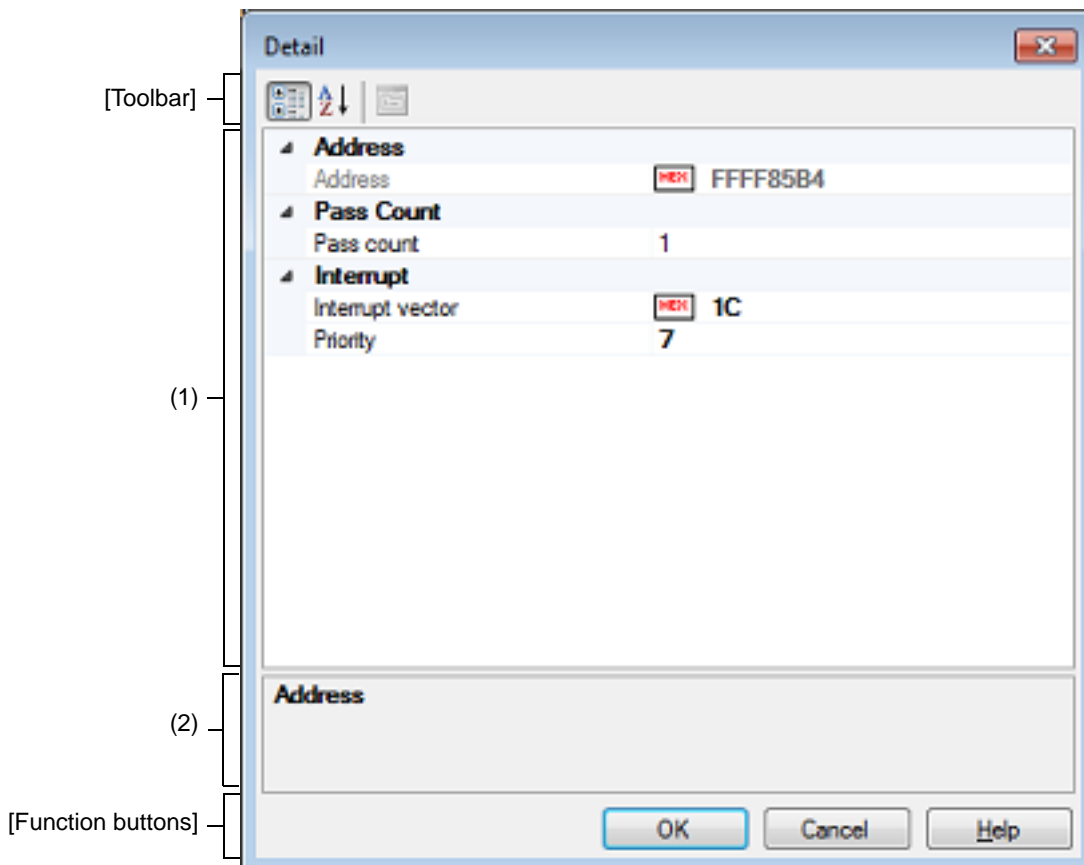 Detail
[Toolbar]
A
Z
Address
Address HEX FFFF85B4
Pass Count
Pass count 1
Interrupt
Interrupt vector HEX 1C
Priority 7
(1)
Address
(2)
[Function buttons]
OK Cancel Help